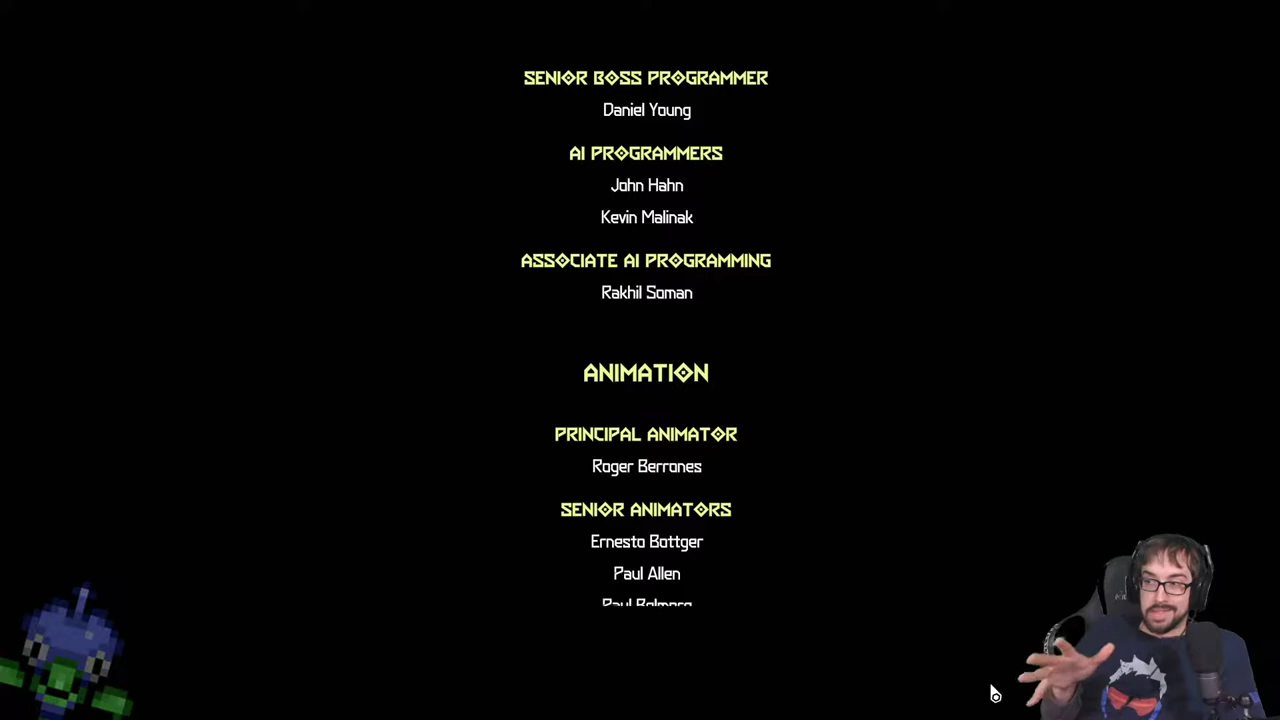 SENIOR BOSS PROGRAMMER
Daniel Young
AI PROGRAMMERS
John Hahn
Kevin Malinak
ASSOCIATE AI PROGRAMMING
Rakhil Soman
ANIMATION
PRINCIPAL ANIMATOR
Roger Berrones
SENIOR ANIMATORS
Ernesto Bottger
Paul Allen
Paul